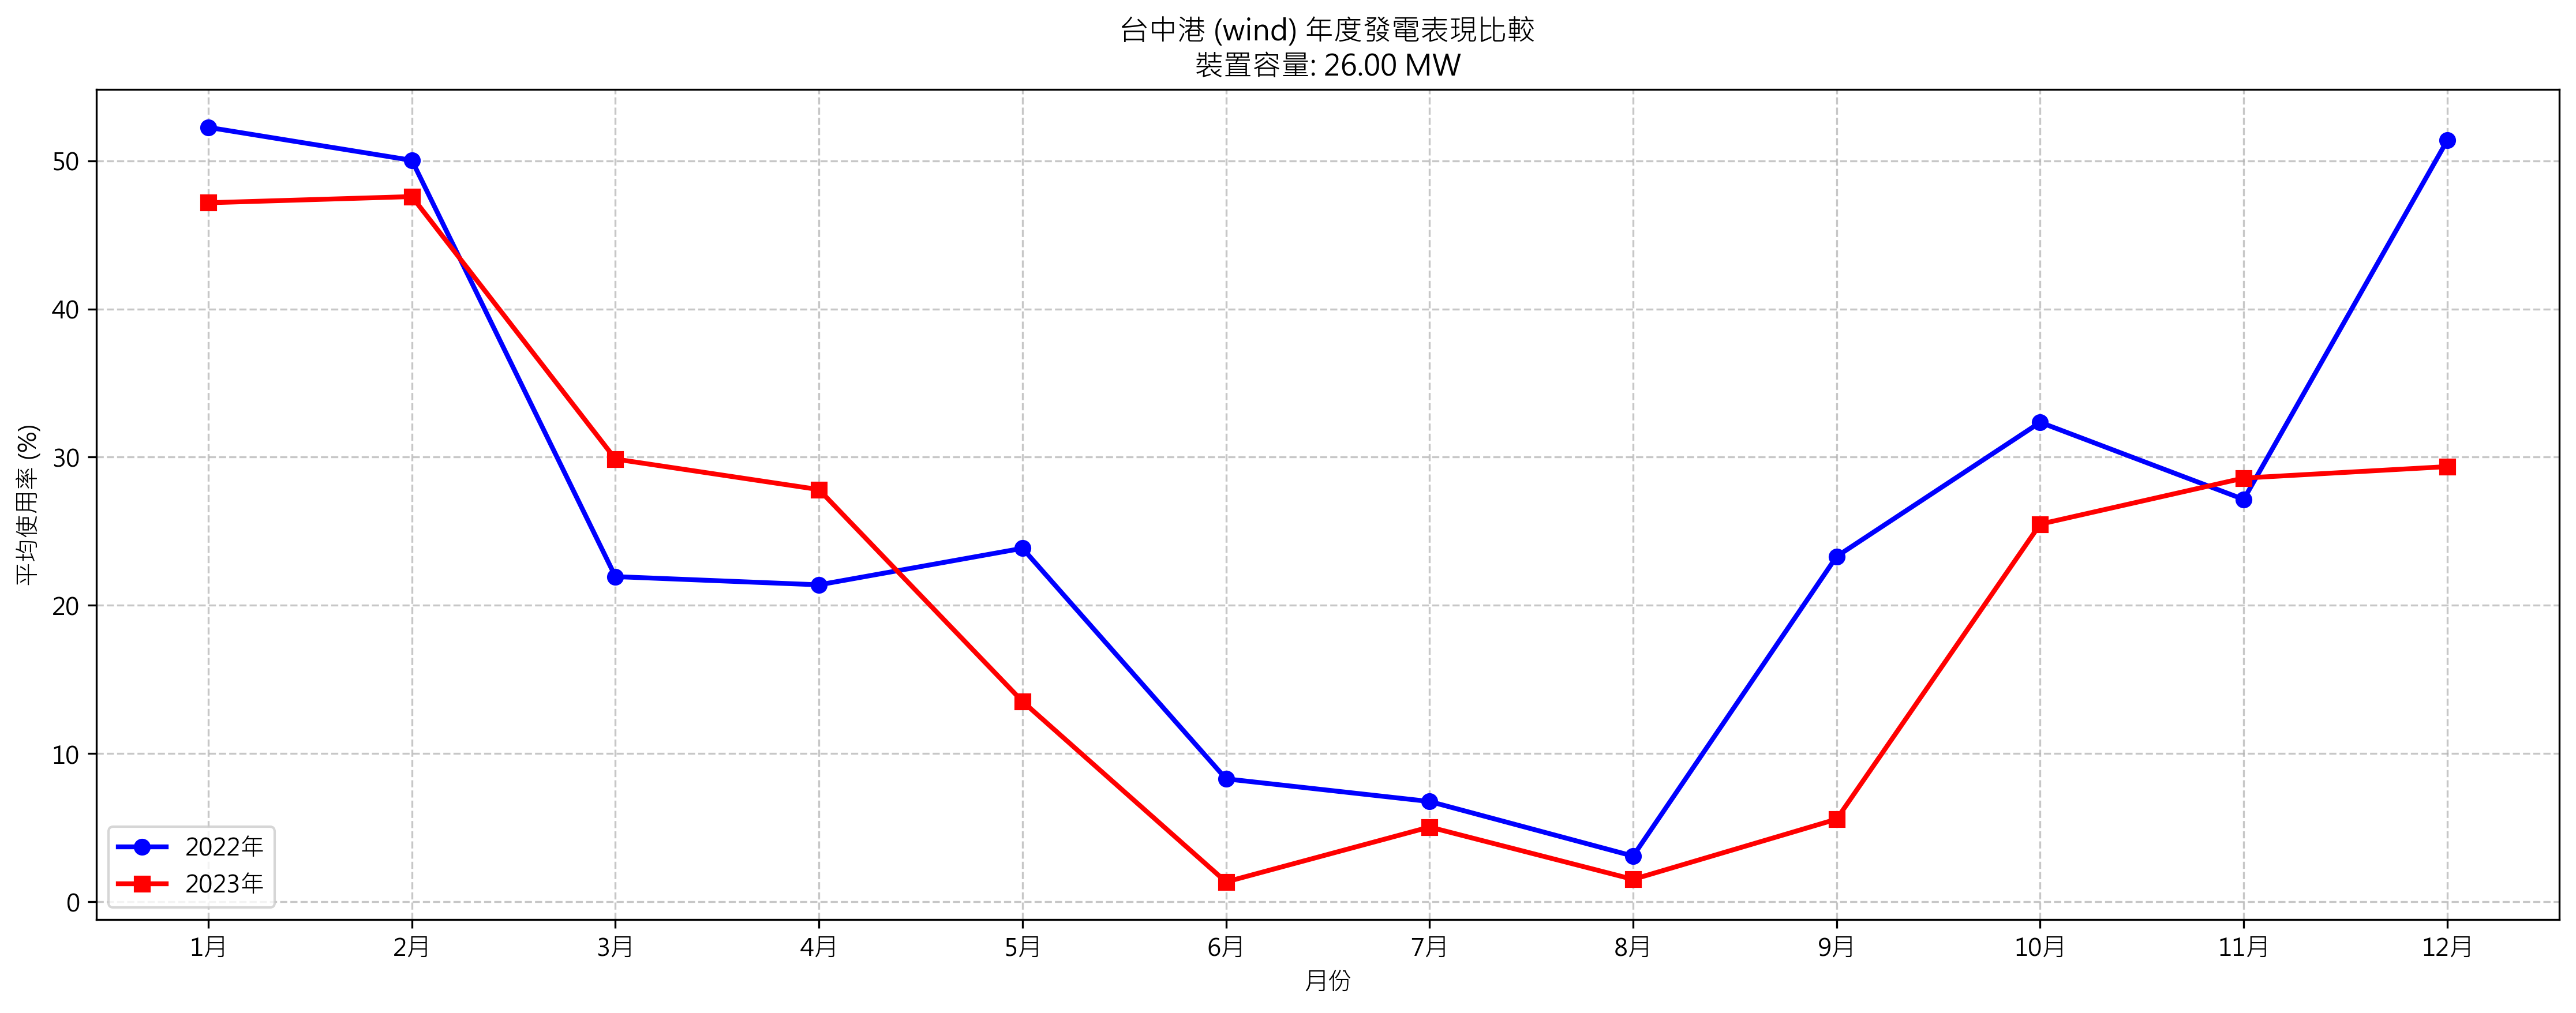 台中港 (wind) 年度發電表現比較
裝置容量: 26.00 MW
平均使用率 (%)
50
40
30
20
10
0
2022年
2023年
1月
2月
3月
4月
5月
6月
7月
8月
9月
10月
11月
12月
月份